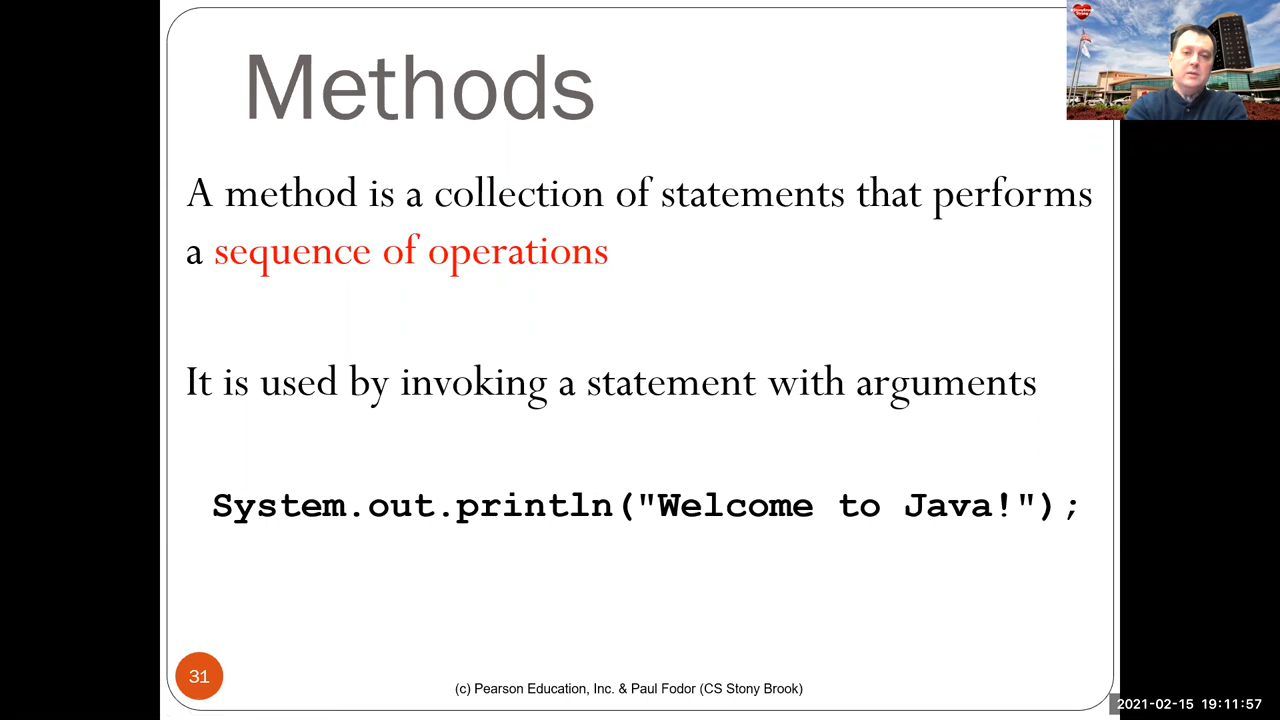 Methods
A method is a collection of statements that performs
a sequence of operations
It is used by invoking a statement with arguments
System.out.println("Welcome to Java!");
31
(c) Pearson Education, Inc. & Paul Fodor (CS Stony Brook)
2021-02-15 19:11:57